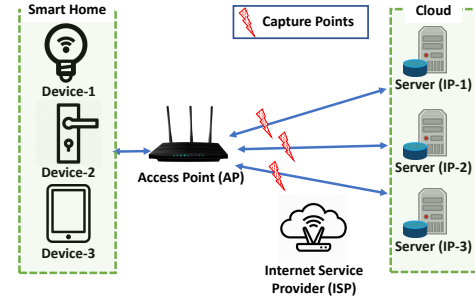 Smart Home
Capture Points
Cloud
Device-1
Server (IP-1)
Device-2
Access Point (AP)
Server (IP-2)
Device-3
Server (IP-3)
Internet Service
Provider (ISP)